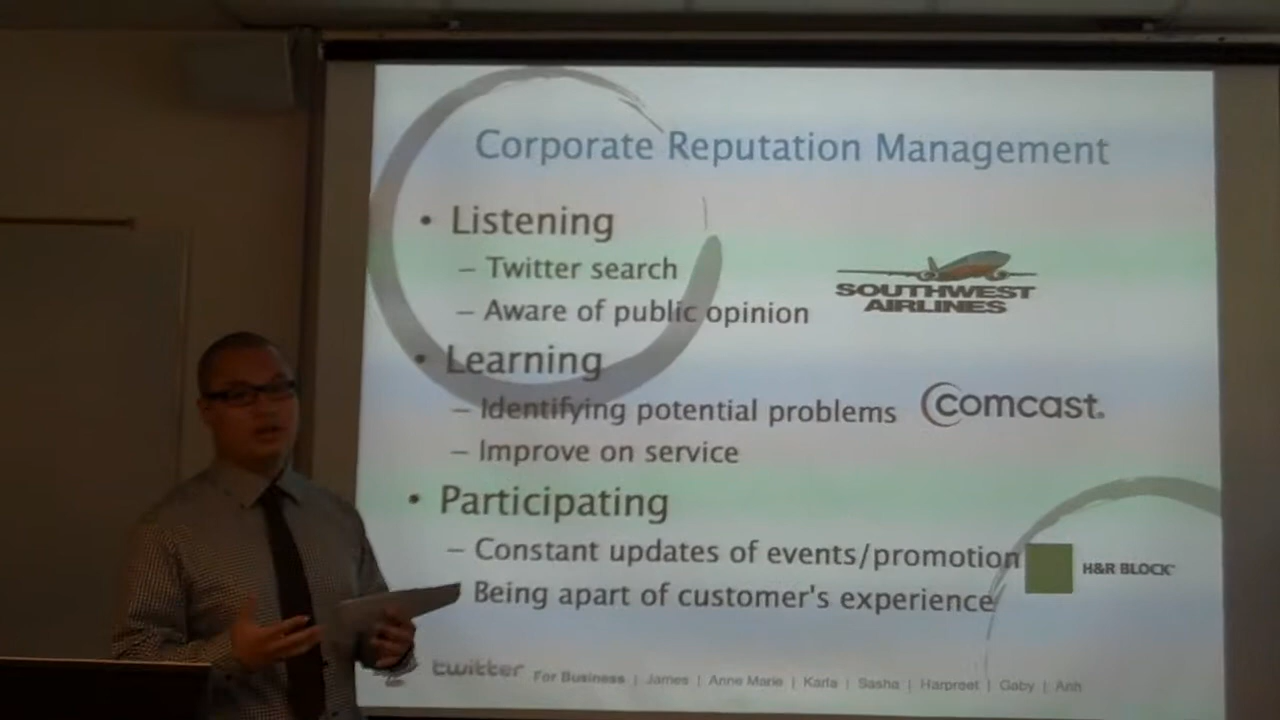 Corporate Reputation Management
• Listening
– Twitter search
– Aware of public opinion
SOUTHWEST
AIRLINES
• Learning
– Identifying potential problems
Comcast.
– Improve on service
• Participating
– Constant updates of events/promotion
H&R BLOCK
Being apart of customer's experience
twitter For Business | James | Anne Marie | Karla | Sasha | Harpreet | Gaby | Anh